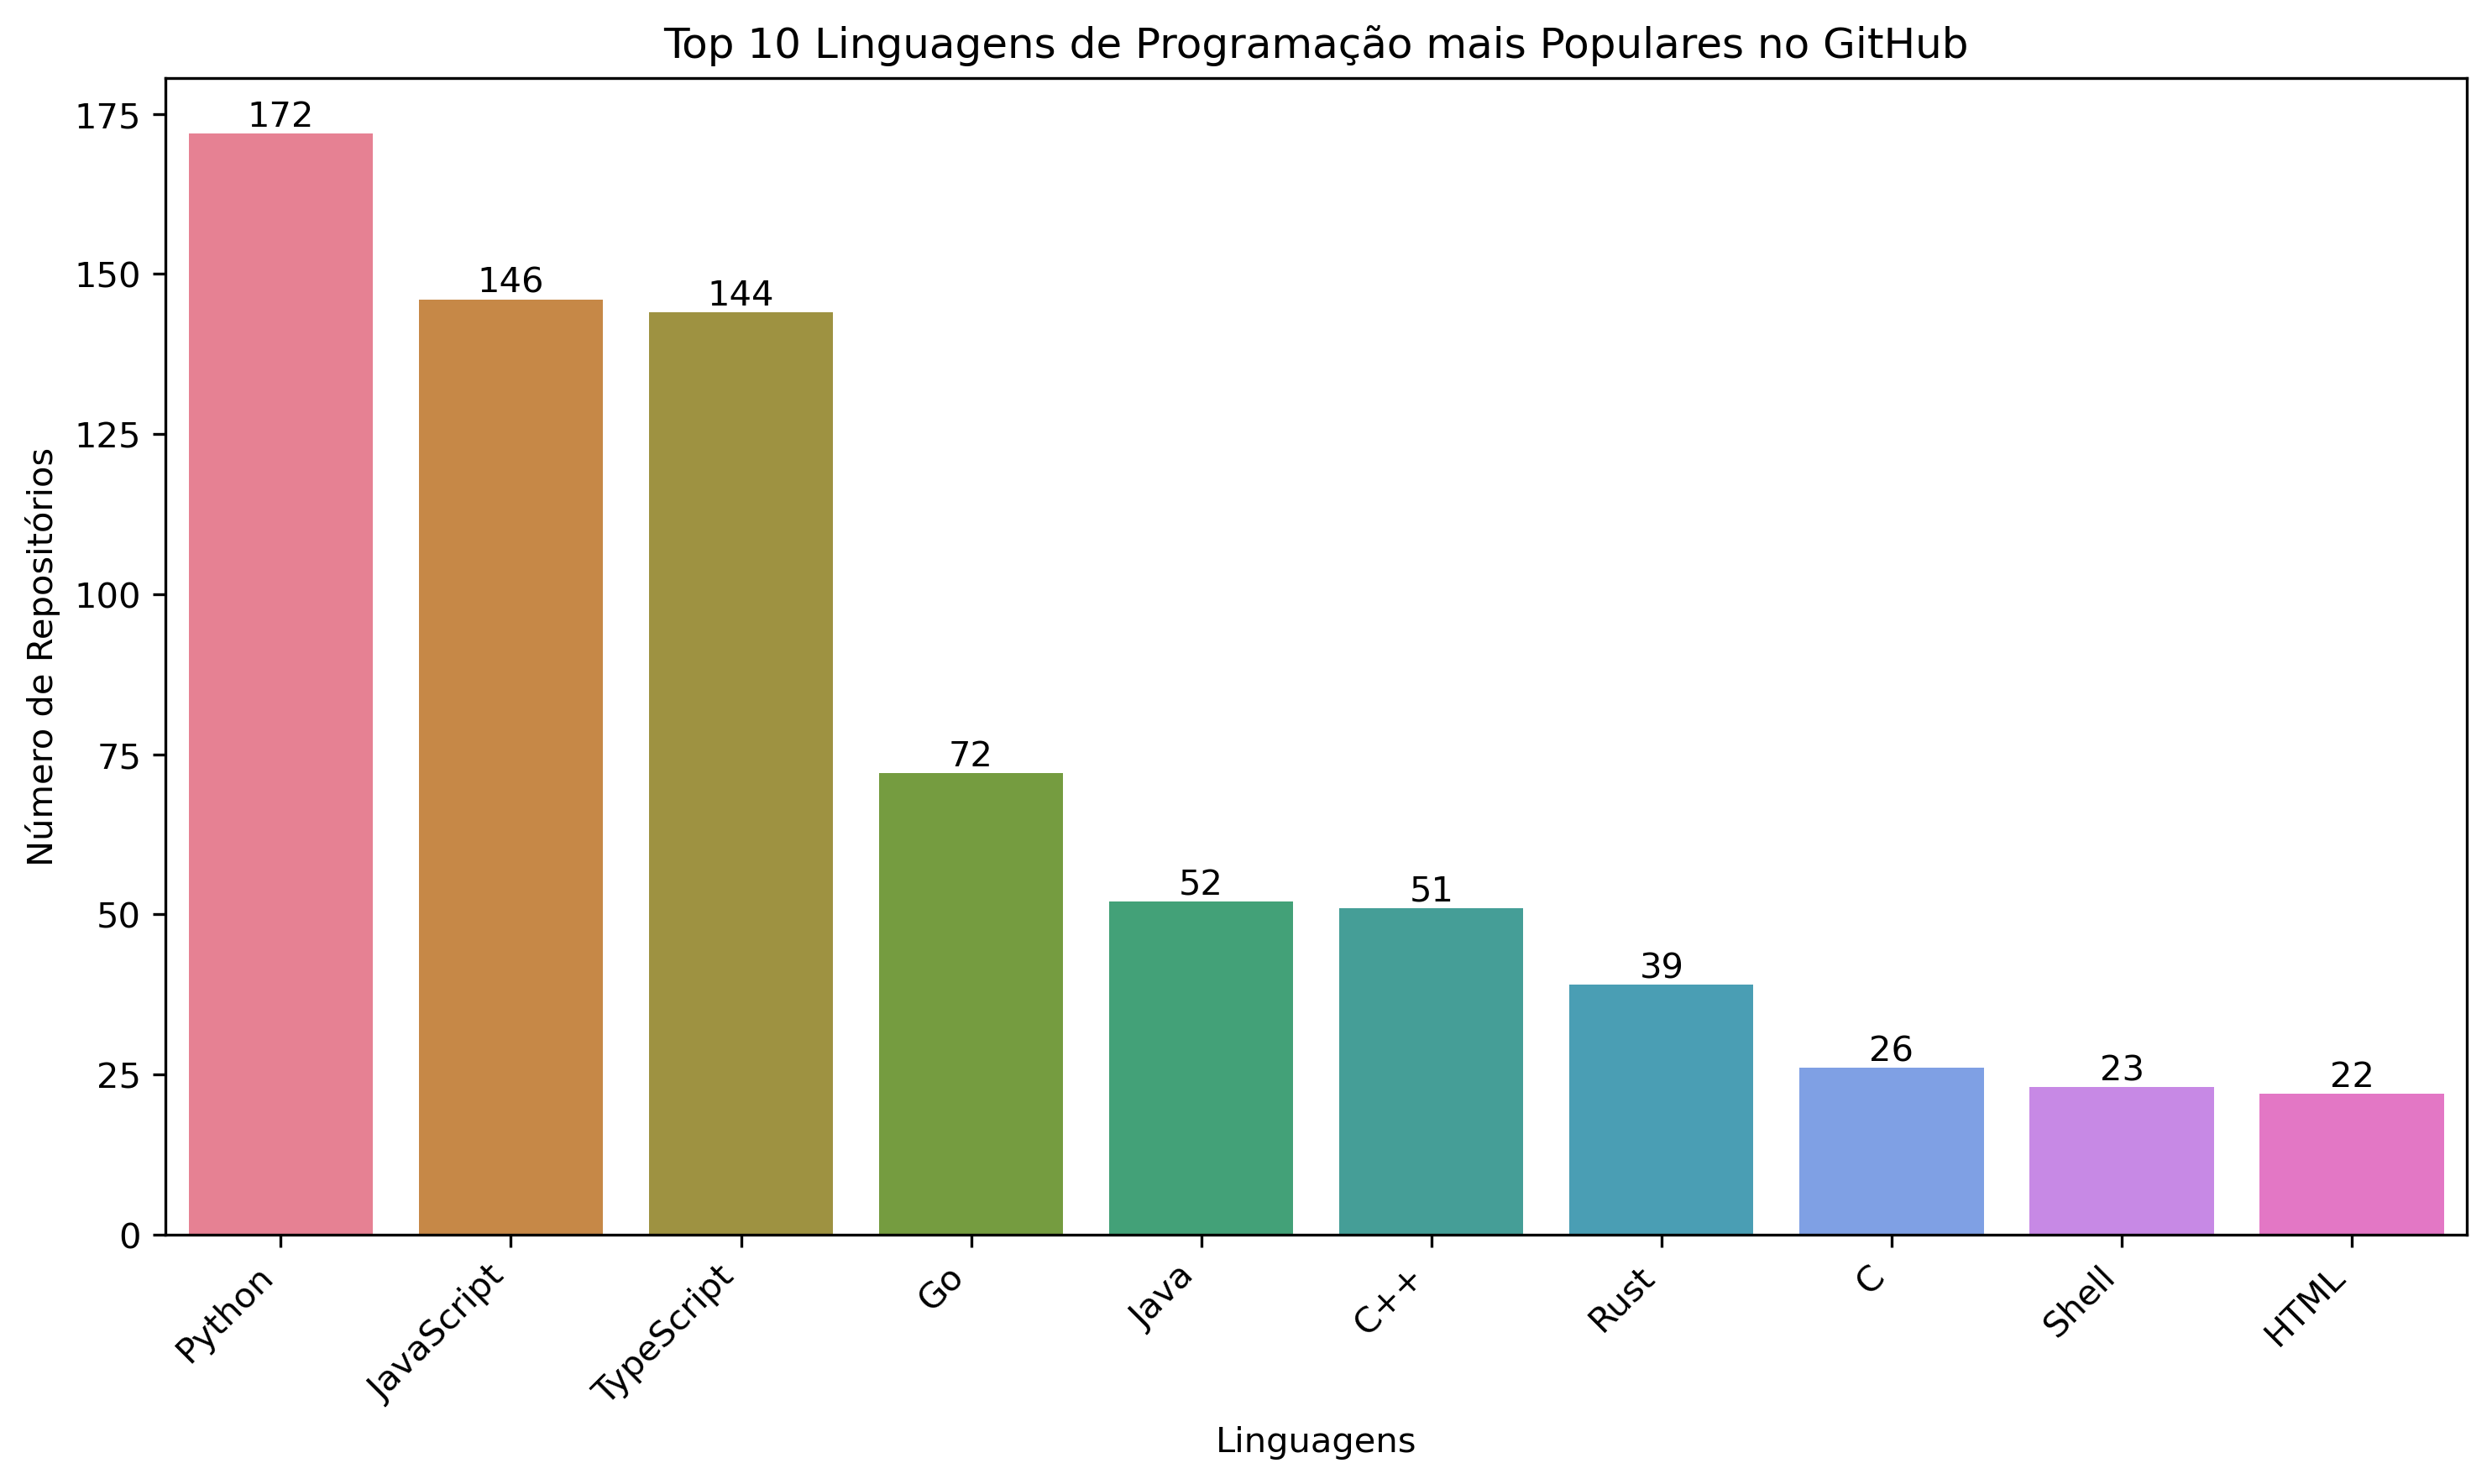 Top 10 Linguagens de Programação mais Populares no GitHub
Número de Repositórios
175
150
125
100
75
50
25
0
172
146
144
72
52
51
39
26
23
22
Python
JavaScript
TypeScript
Go
Java
C++
Rust
C
Shell
HTML
Linguagens